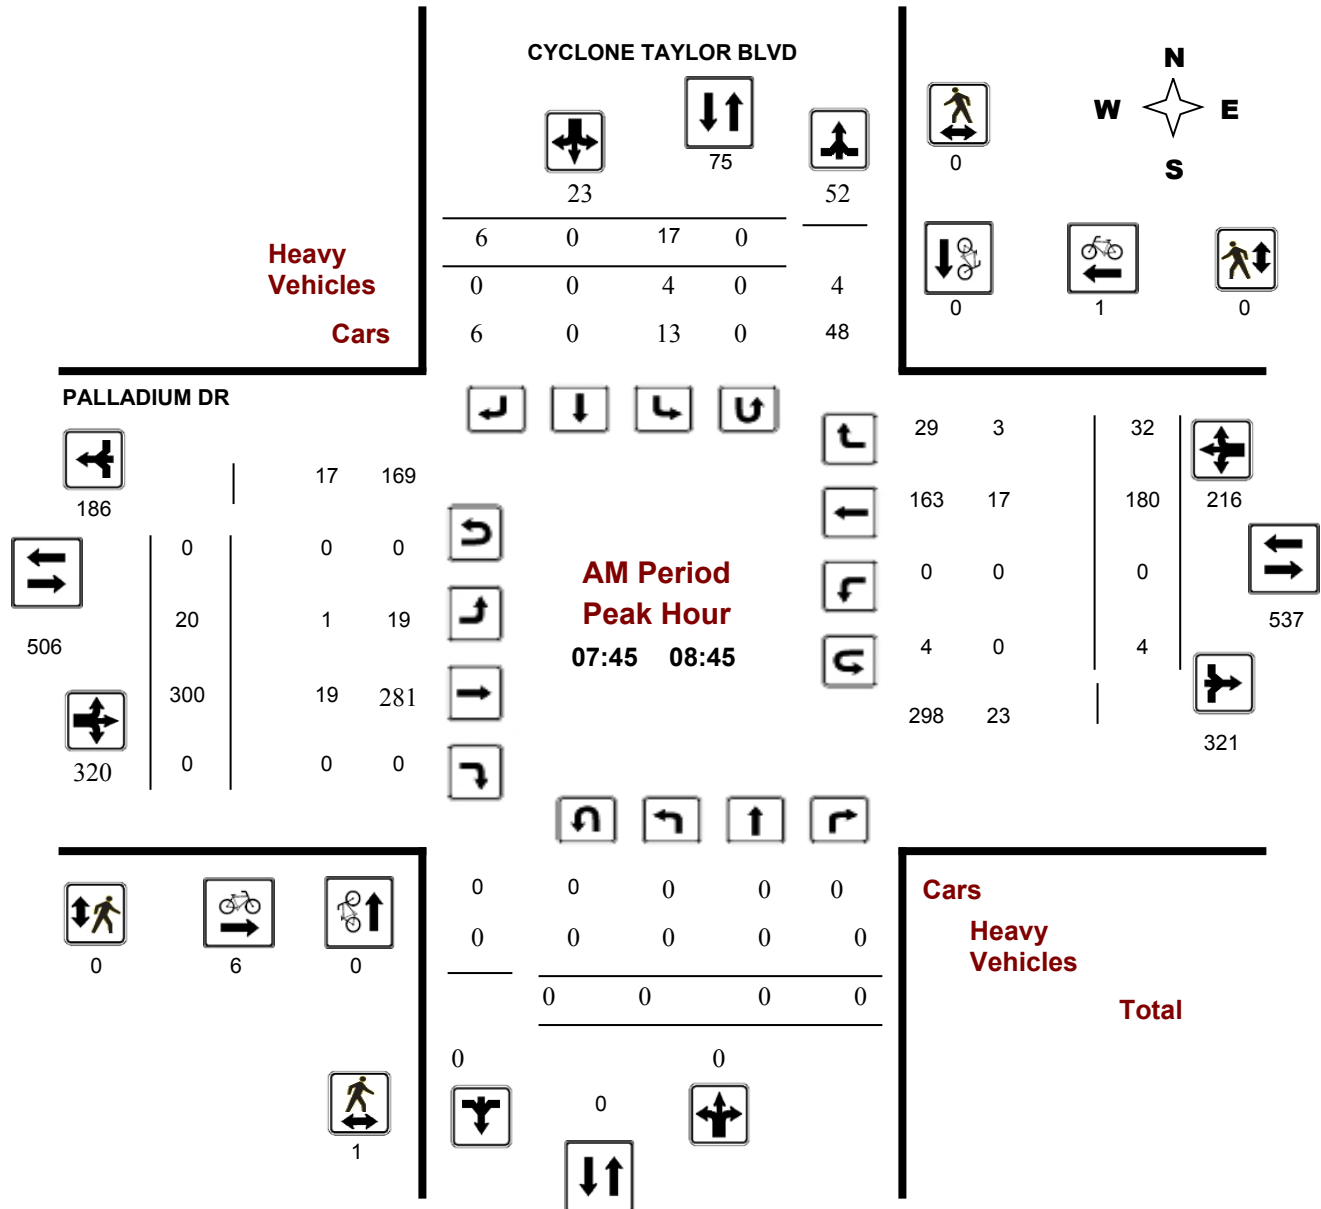 CYCLONE TAYLOR BLVD
N
W E
S
75
0
23 52
6 0 17 0
Heavy
Vehicles
0 0 4 0 4
0 1 0
Cars
6 0 13 0 48
PALLADIUM DR
29 3 32
17 169
186
163 17 180 216
0 0 0
AM Period
0 0 0
Peak Hour
20 1 19
537
506
07:45 08:45
4 0 4
300 19 281
298 23
321
320 0 0 0
0 0 0 0 0
Cars
0 0 0 0 0
Heavy
Vehicles
0 6 0
0 0 0 0
Total
0 0
0
1